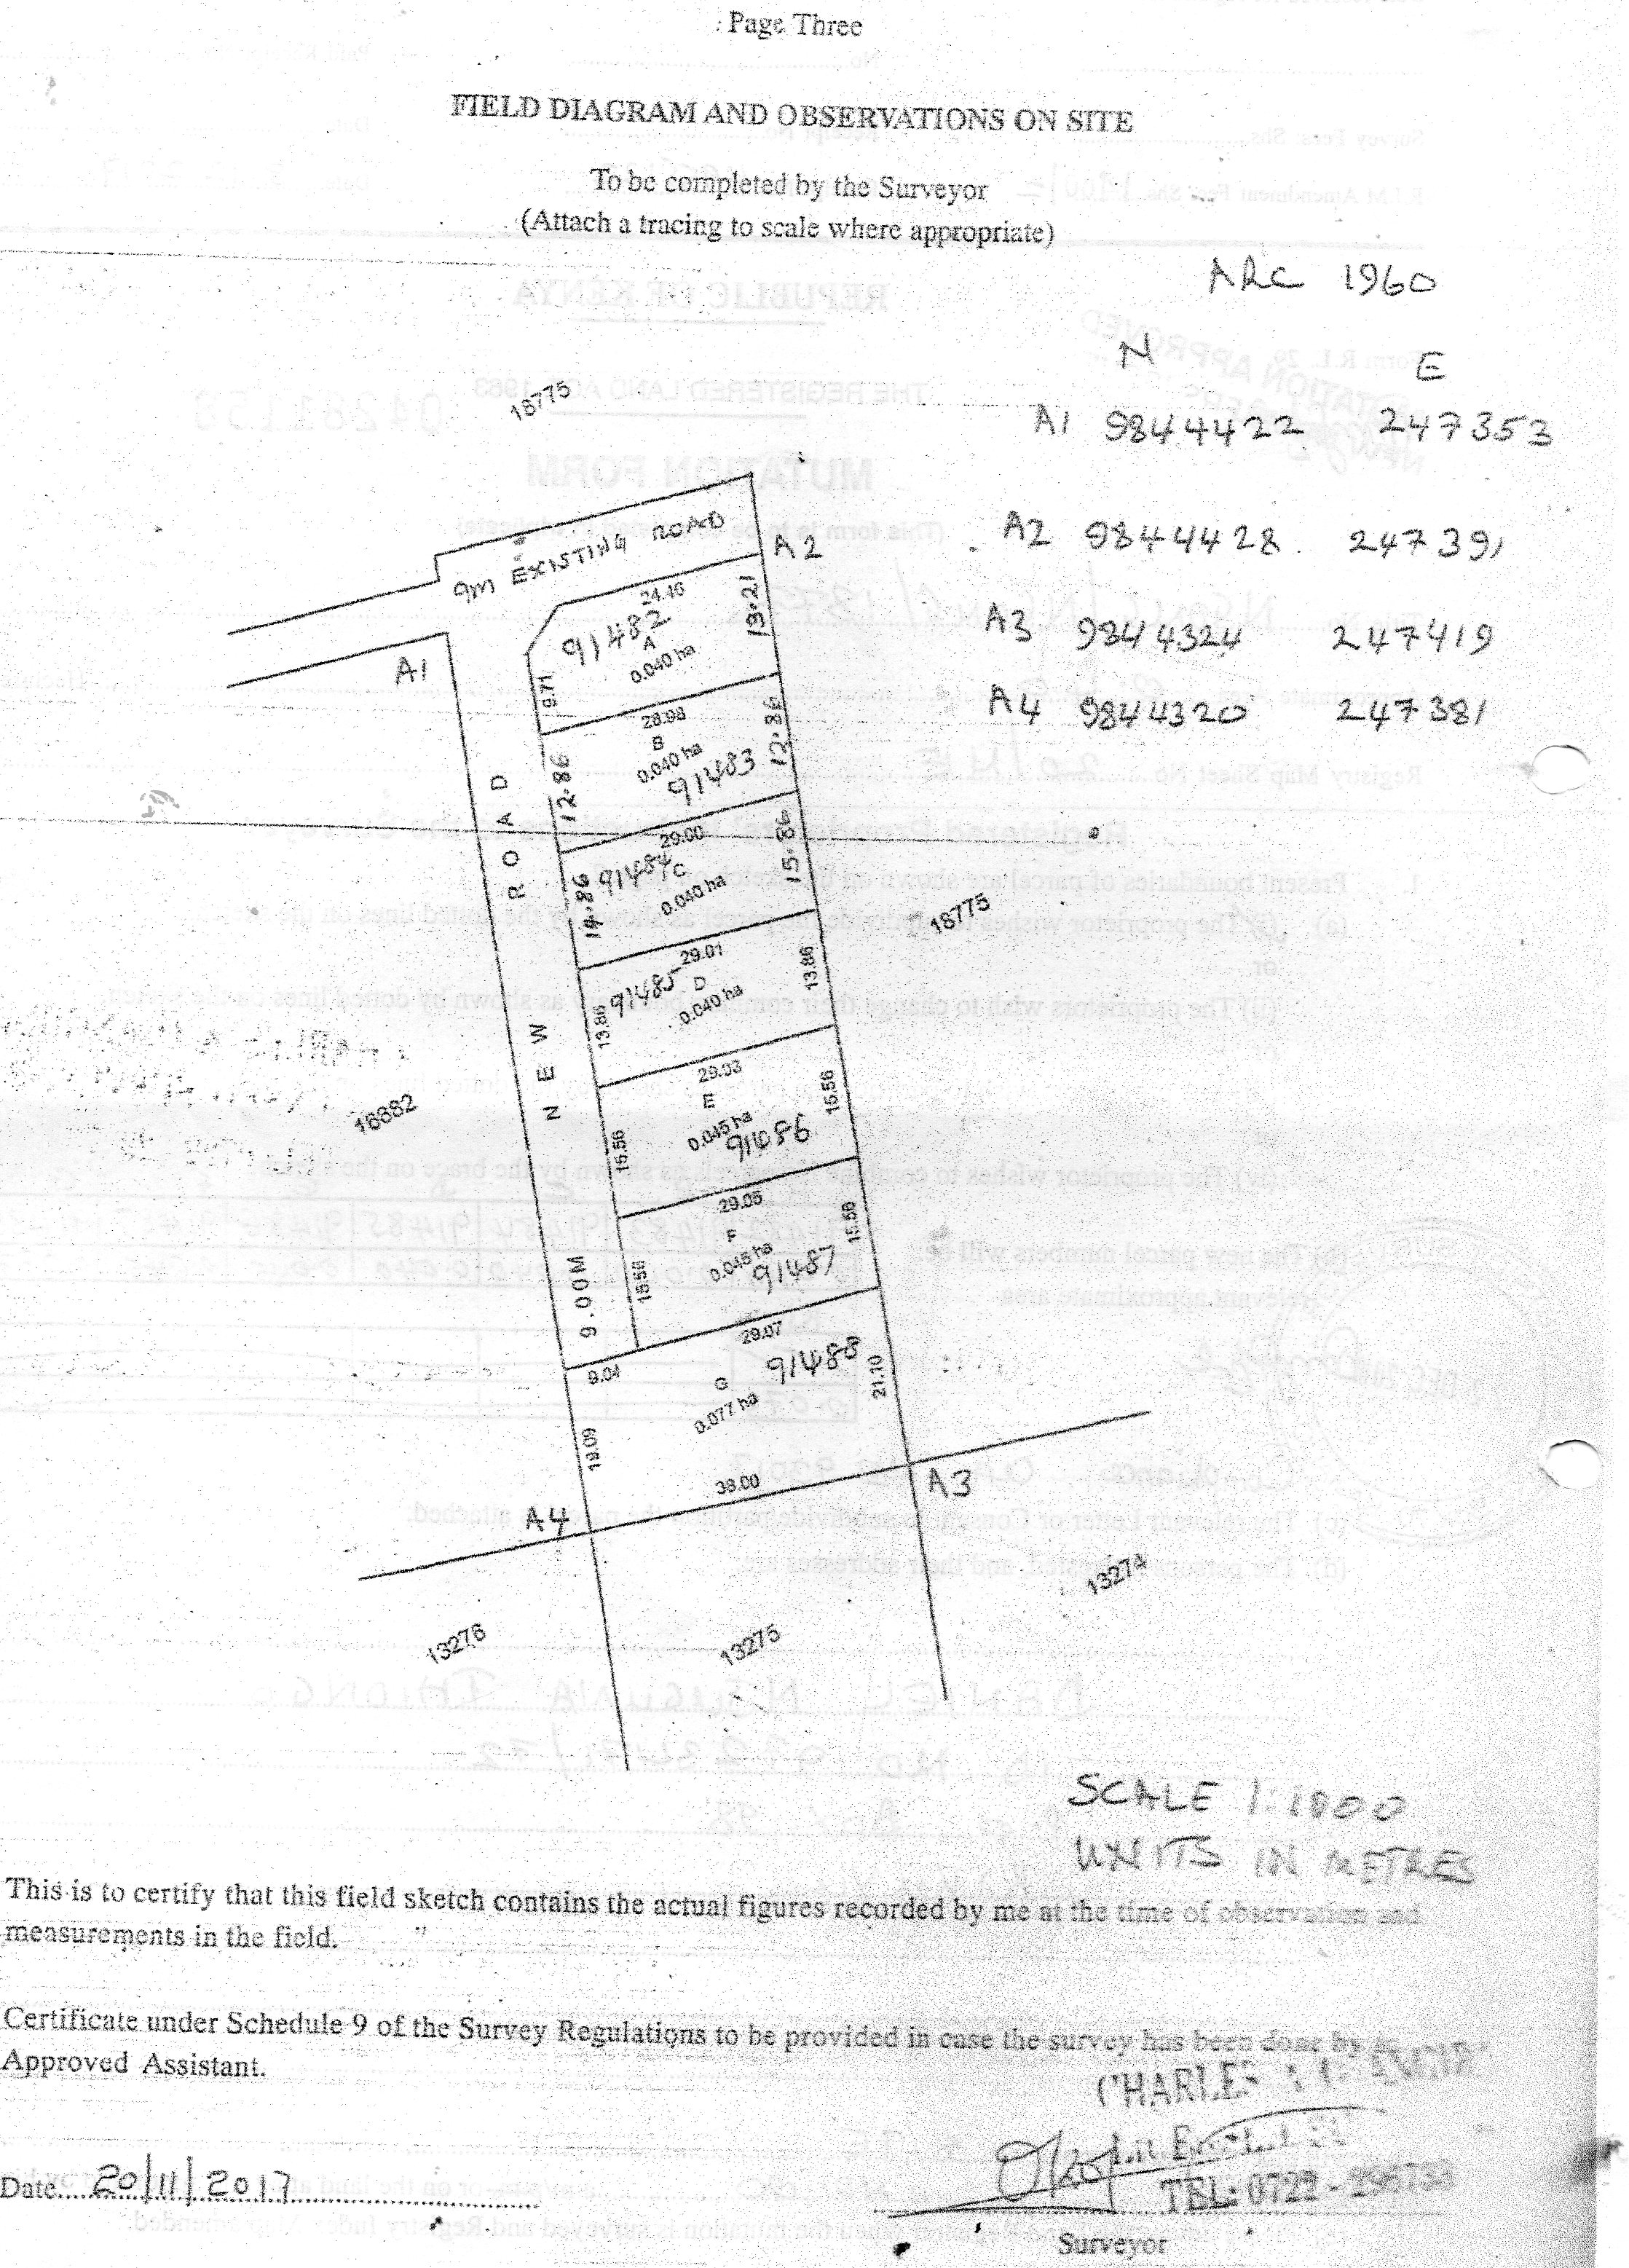 Page Three
FIELD DIAGRAM AND OBSERVATIONS ON SITE
To be completed by the Surveyor
(Attach a tracing to scale where appropriate)
ARC 1960
N E
A1 9844422 247353
A2 9844428 247391
A3 9844324 247419
A4 9844320 247381
18775
9m EXISTING ROAD
A2
A1
24.46
91482
A
0.040 ha
13.21
9.71
28.98
B
0.040 ha
91483
12.86
12.86
29.00
91484
C
0.040 ha
14.86
15.86
18775
29.01
91485
D
0.040 ha
13.86
13.86
29.03
E
0.045 ha
91486
15.56
15.56
16882
29.05
F
0.045 ha
91487
15.56
15.56
9.00M NEW ROAD
29.07
9.04
91488
G
0.077 ha
21.10
19.09
38.00
A4
A3
13276
13275
13274
SCALE 1:1000
UNITS IN METRES
This is to certify that this field sketch contains the actual figures recorded by me at the time of observation and
measurements in the field.
Certificate under Schedule 9 of the Survey Regulations to be provided in case the survey has been done by
Approved Assistant.
CHARLES
Date 20/11/2017
TEL: 0722 -
Surveyor